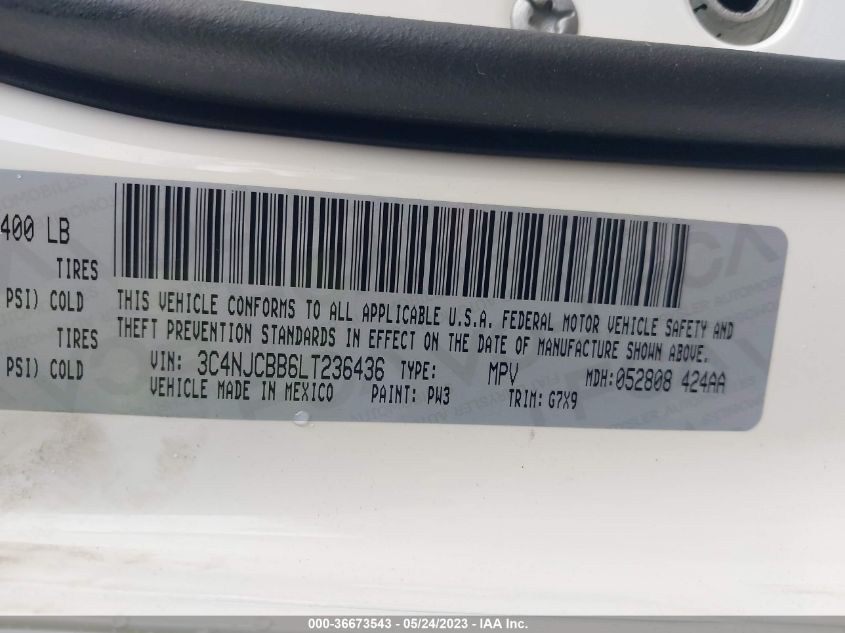 400 LB
TIRES
PSI) COLD
TIRES
PSI) COLD
THIS VEHICLE CONFORMS TO ALL APPLICABLE U.S.A. FEDERAL MOTOR VEHICLE SAFETY AND
THEFT PREVENTION STANDARDS IN EFFECT ON THE DATE OF MANUFACTURE SHOWN ABOVE.
VIN: 3C4NJCBB6LT236436 TYPE: MPV MDH:052808 424AA
VEHICLE MADE IN MEXICO PAINT: PW3 TRIM: G7X9
000-36673543 - 05/24/2023 - IAA Inc.